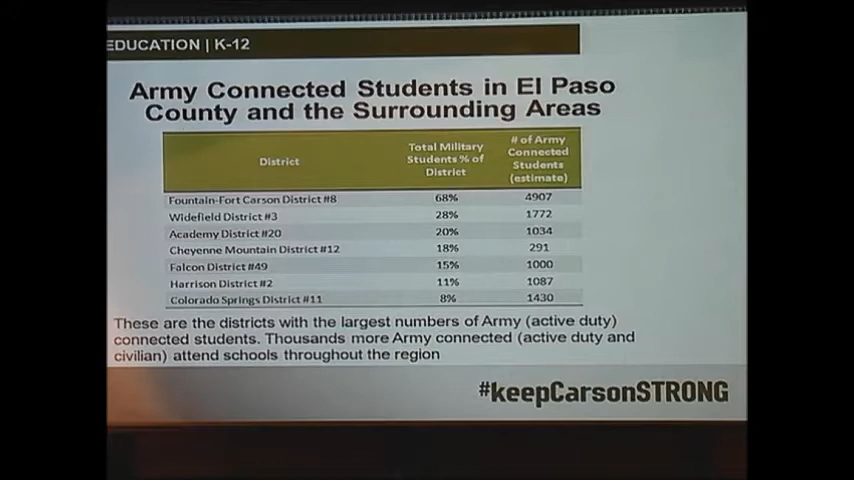 EDUCATION | K-12
Army Connected Students in El Paso
County and the Surrounding Areas
District Total Military Students % of District # of Army Connected Students (estimate)
Fountain-Fort Carson District #8 68% 4907
Widefield District #3 28% 1772
Academy District #20 20% 1034
Cheyenne Mountain District #12 18% 291
Falcon District #49 15% 1000
Harrison District #2 11% 1087
Colorado Springs District #11 8% 1430
These are the districts with the largest numbers of Army (active duty)
connected students. Thousands more Army connected (active duty and
civilian) attend schools throughout the region
#keepCarsonSTRONG